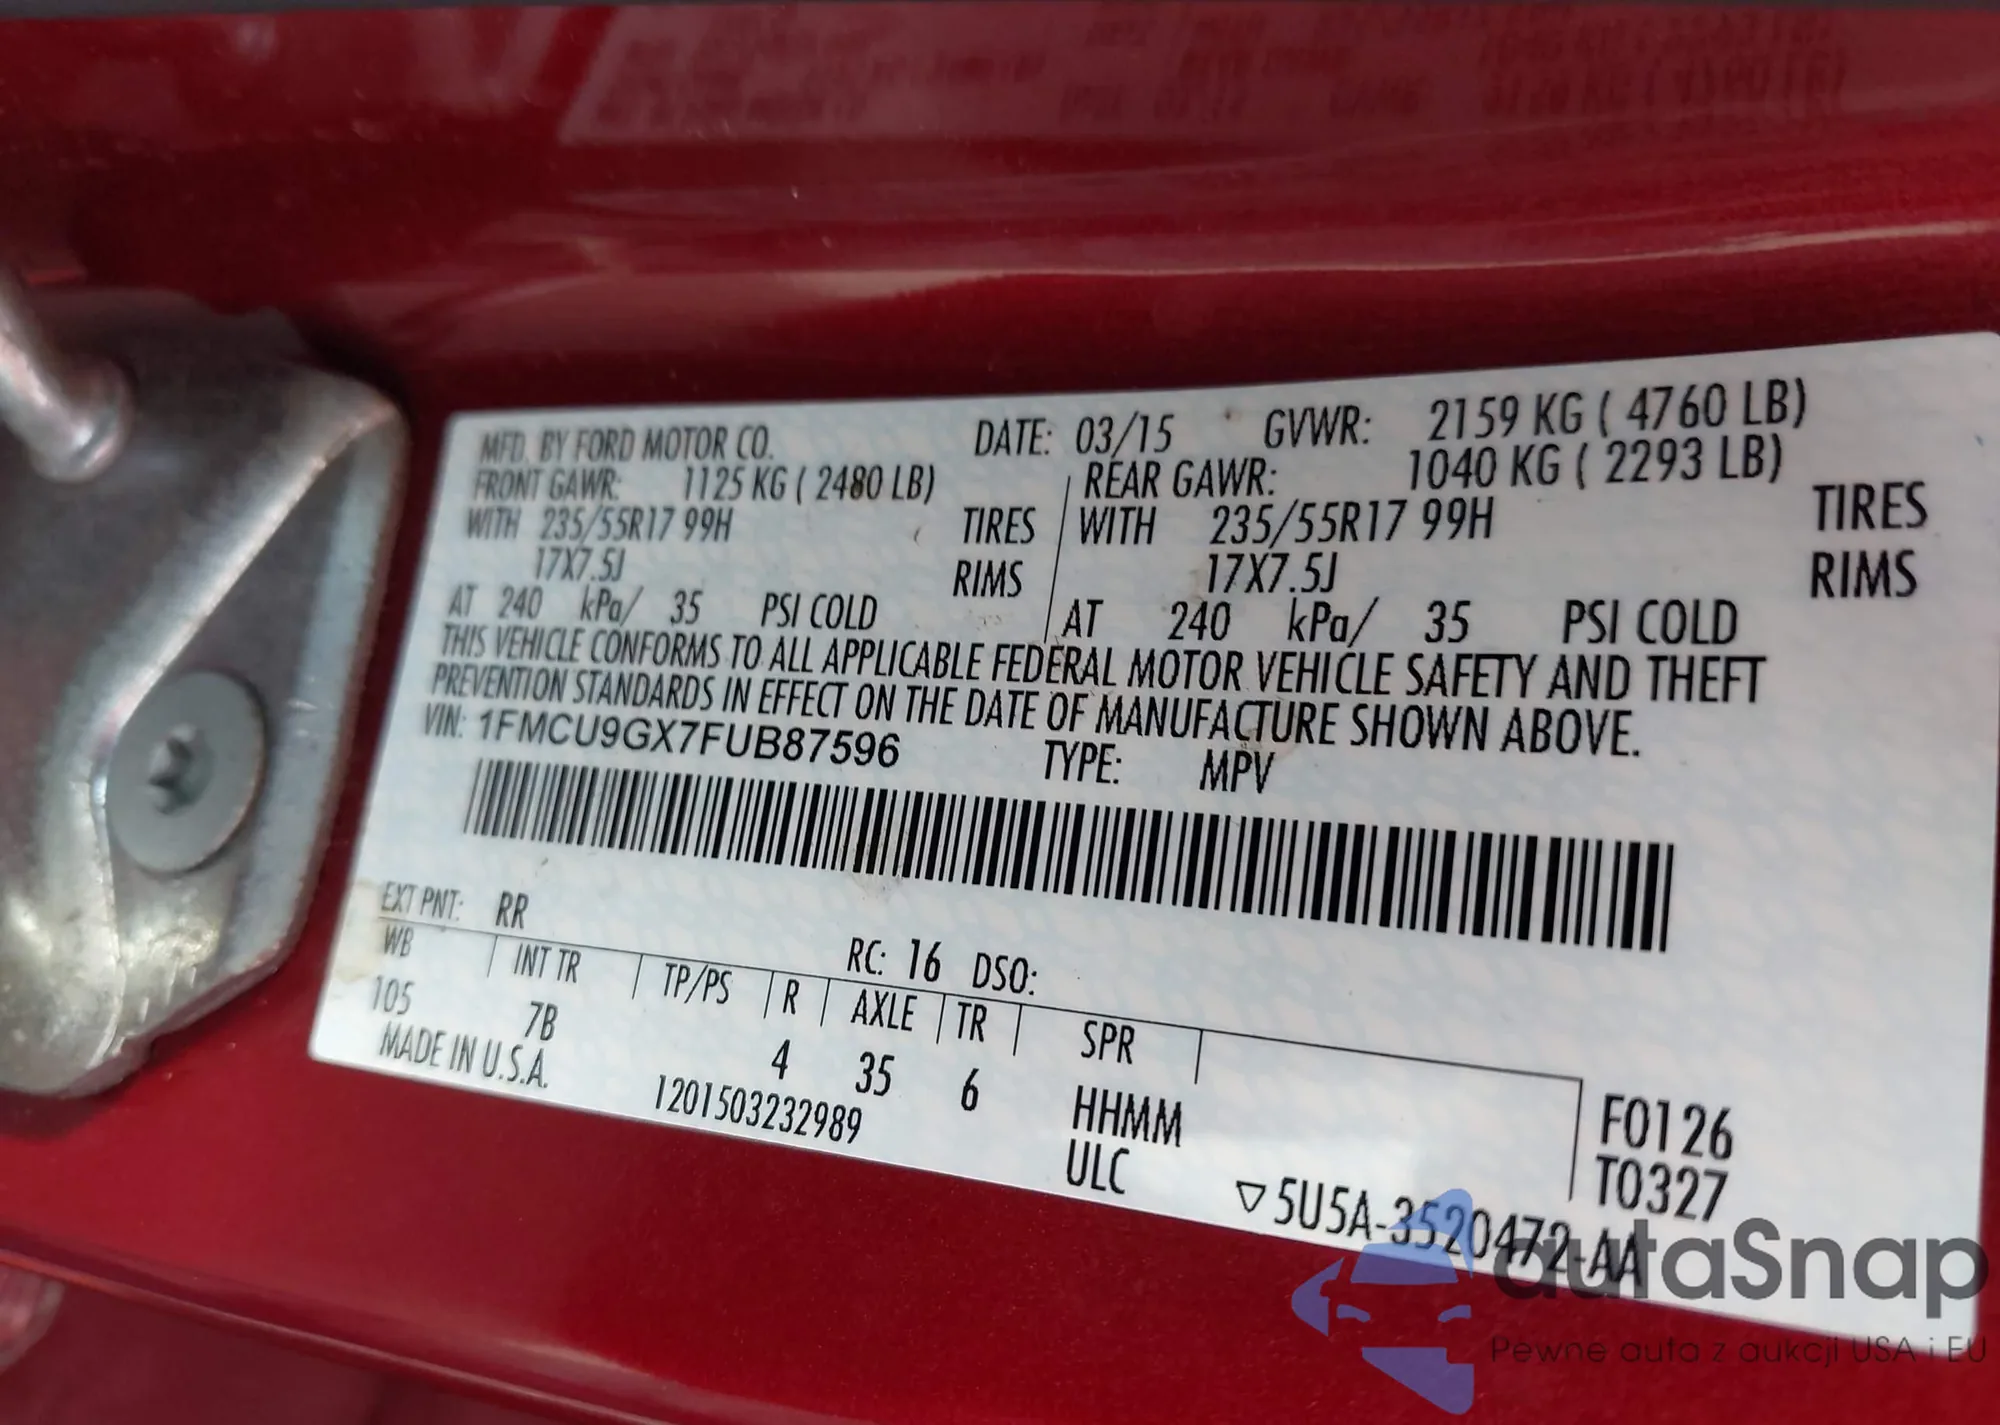 MFD. BY FORD MOTOR CO. DATE: 03/15 GVWR: 2159 KG ( 4760 LB)
FRONT GAWR: 1125 KG ( 2480 LB) REAR GAWR: 1040 KG ( 2293 LB)
WITH 235/55R17 99H TIRES WITH 235/55R17 99H TIRES
17X7.5J RIMS 17X7.5J RIMS
AT 240 kPa/ 35 PSI COLD AT 240 kPa/ 35 PSI COLD
THIS VEHICLE CONFORMS TO ALL APPLICABLE FEDERAL MOTOR VEHICLE SAFETY AND THEFT
PREVENTION STANDARDS IN EFFECT ON THE DATE OF MANUFACTURE SHOWN ABOVE.
VIN: 1FMCU9GX7FUB87596 TYPE: MPV
EXT PNT: RR RC: 16 DSO:
WB INT TR TP/PS R AXLE TR SPR
105 7B 4 35 6 HHMM F0126
MADE IN U.S.A. 1201503232989 ULC T0327
▽5U5A-3520472-AA
autaSnap
Pewne auta z aukcji USA i EU